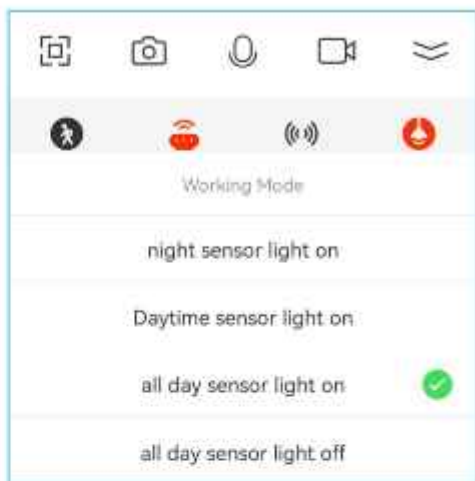 Working Mode
night sensor light on
Daytime sensor light on
all day sensor light on
all day sensor light off